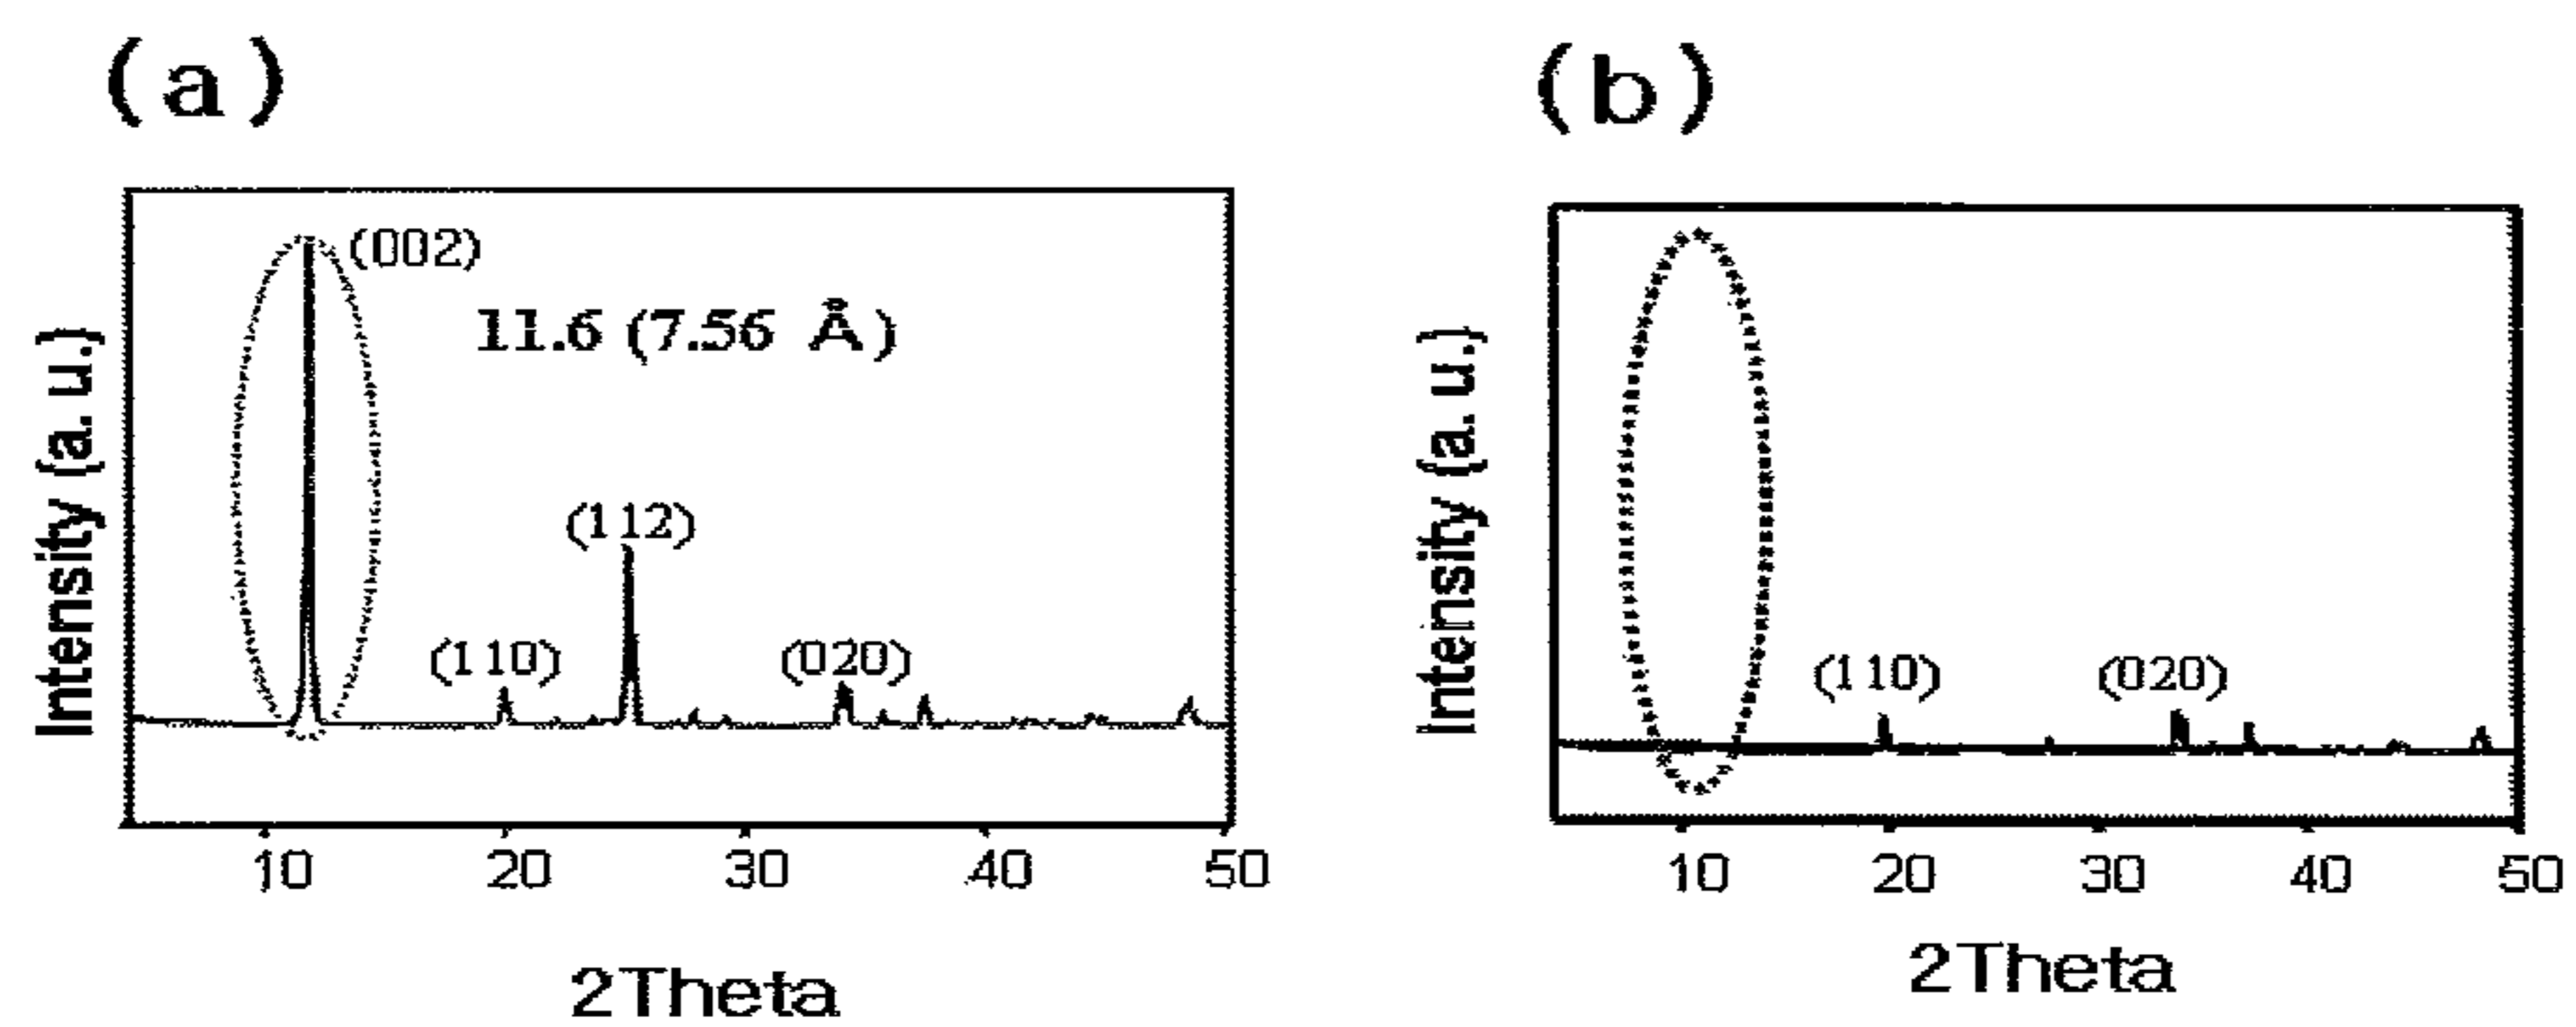 (a)
Intensity (a. u.)
(002)
11.6 (7.56 Å)
(112)
(110)
(020)
10 20 30 40 50
2Theta
(b)
Intensity (a. u.)
(110)
(020)
10 20 30 40 50
2Theta